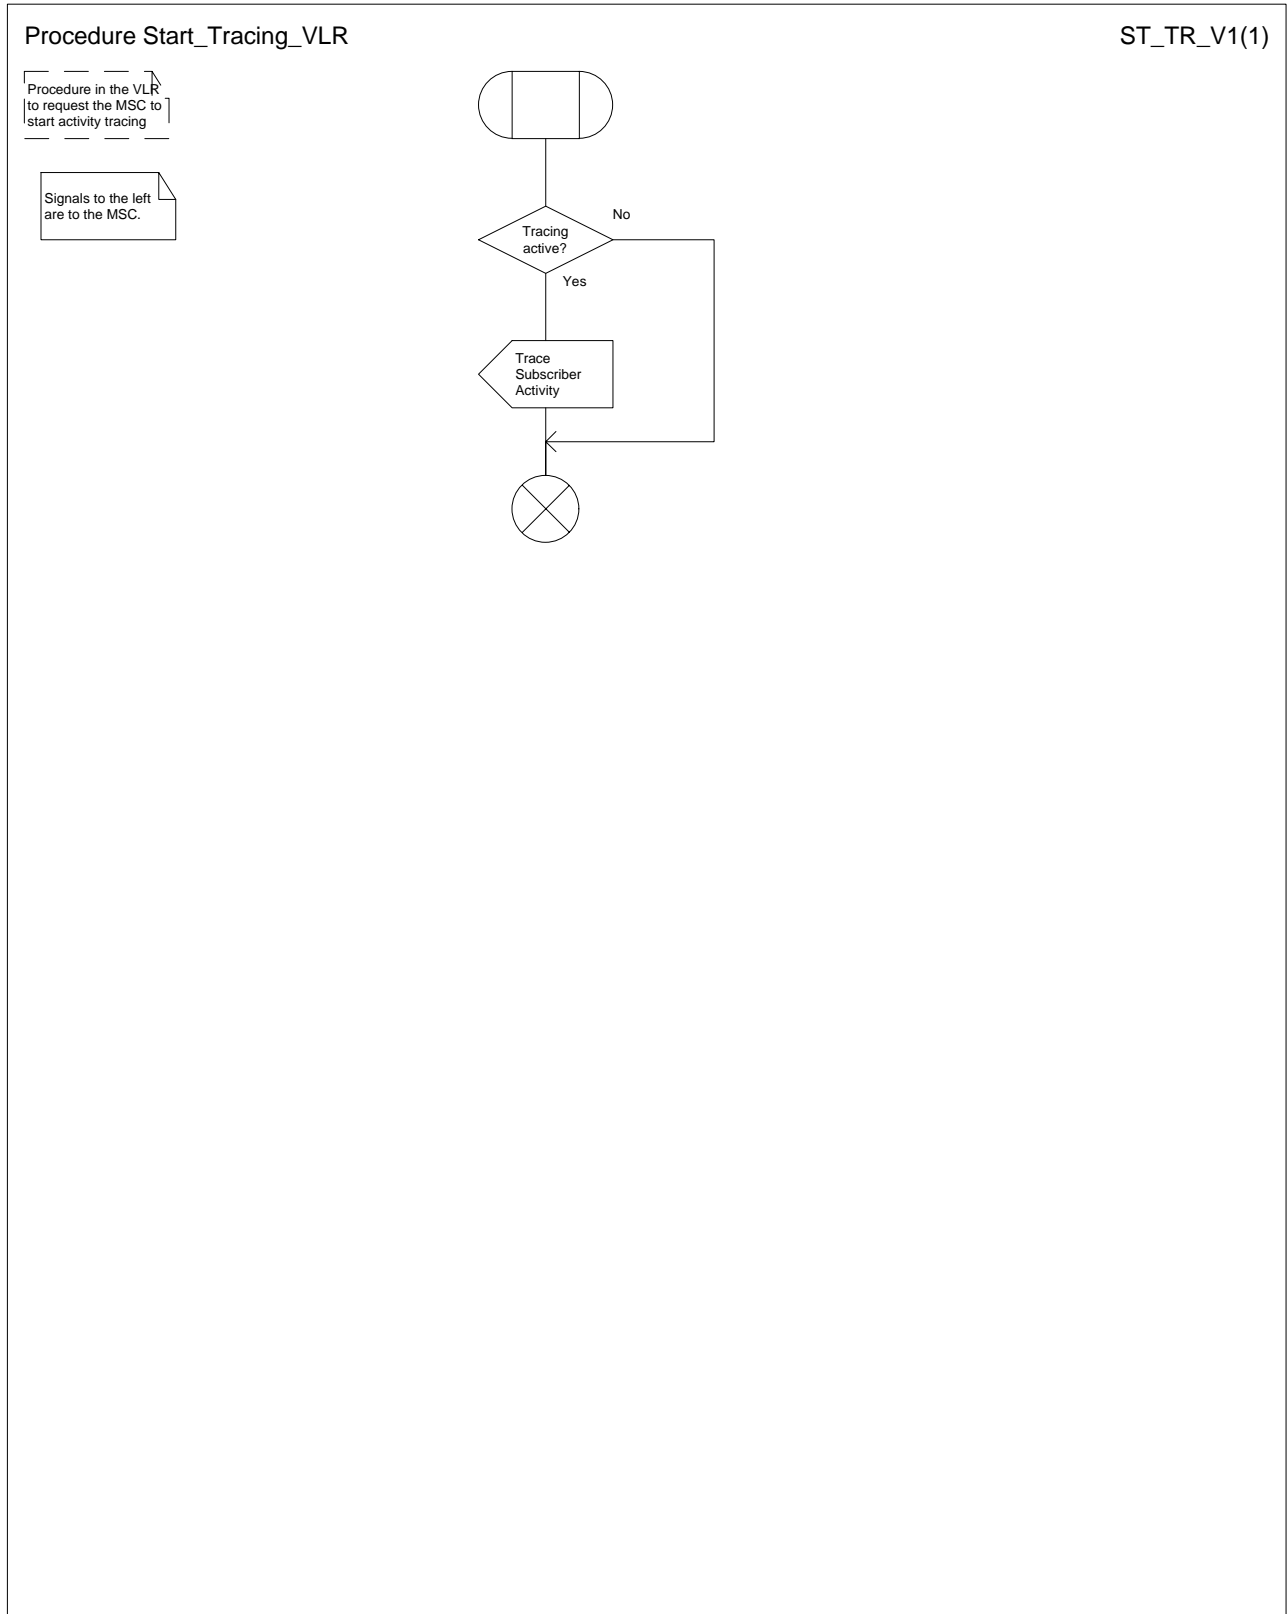 Procedure Start_Tracing_VLR
ST_TR_V1(1)
Procedure in the VLR
to request the MSC to
start activity tracing
Signals to the left
are to the MSC.
No
Tracing
active?
Yes
Trace
Subscriber
Activity